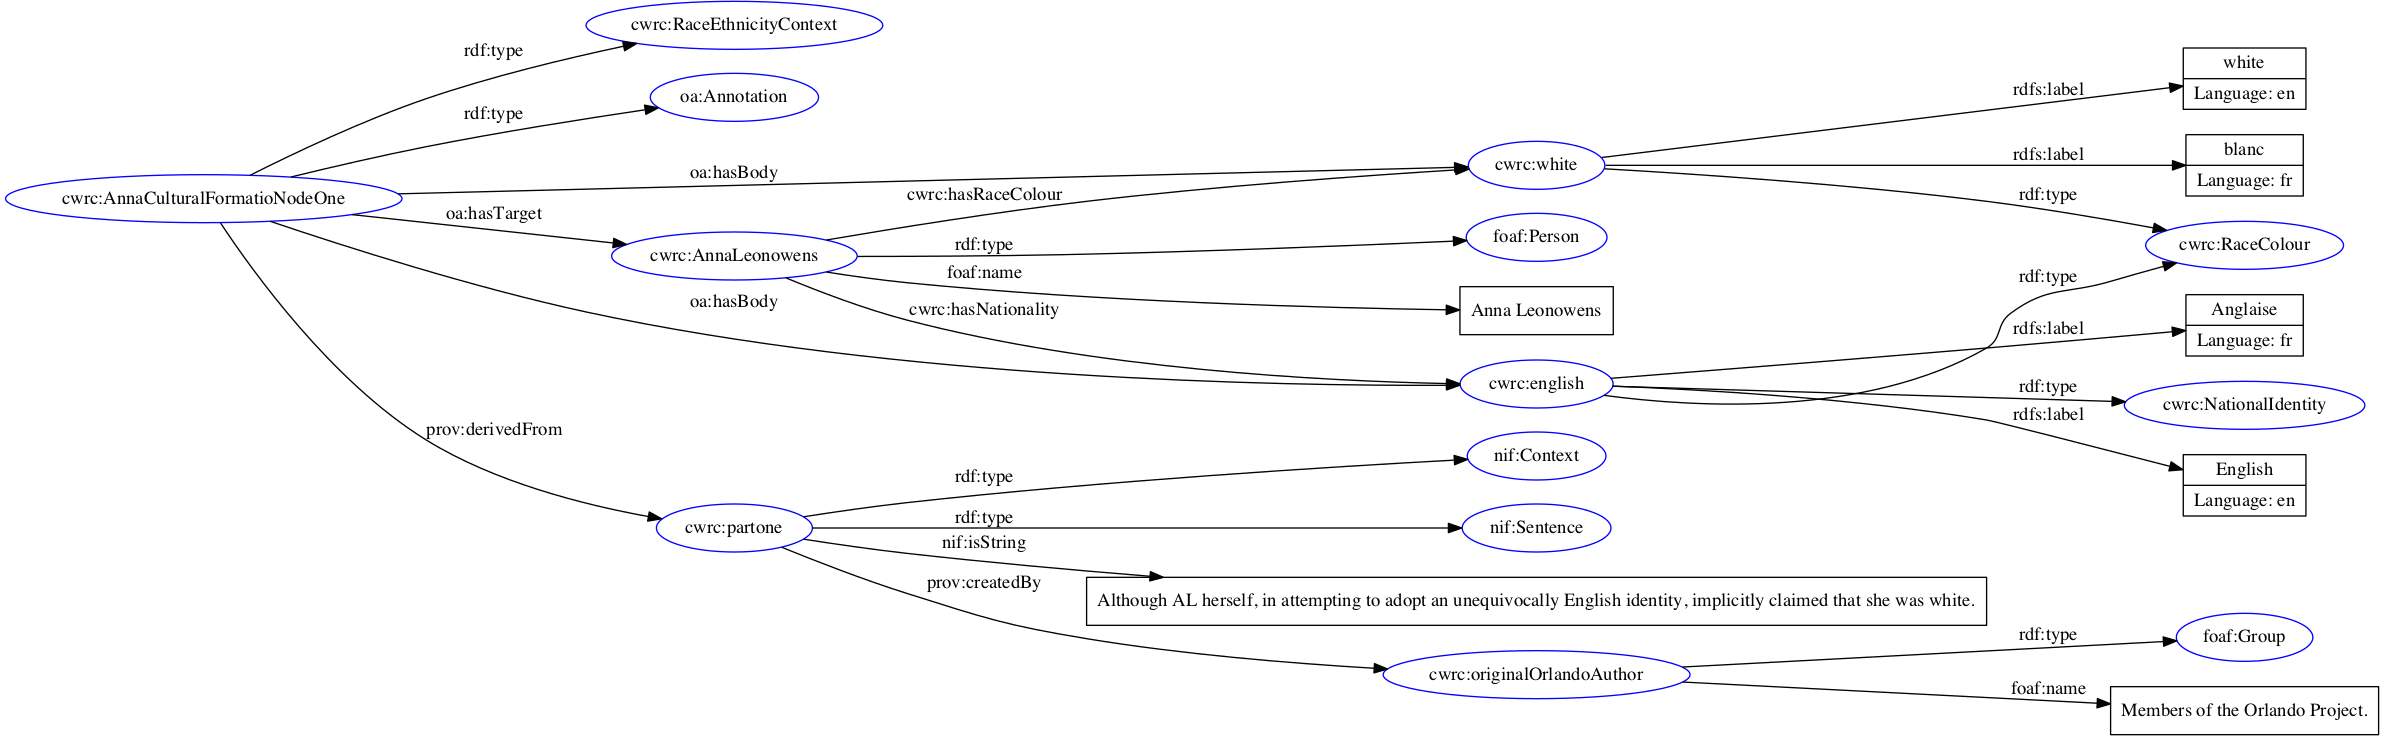 cwrc:RaceEthnicityContext
rdf:type
oa:Annotation
rdf:type
cwrc:AnnaCulturalFormatioNodeOne
oa:hasBody
oa:hasTarget
cwrc:AnnaLeonowens
oa:hasBody
prov:derivedFrom
cwrc:partone
cwrc:hasRaceColour
rdf:type
foaf:name
cwrc:hasNationality
rdf:type
rdf:type
nif:isString
prov:createdBy
cwrc:white
foaf:Person
Anna Leonowens
cwrc:english
nif:Context
nif:Sentence
Although AL herself, in attempting to adopt an unequivocally English identity, implicitly claimed that she was white.
cwrc:originalOrlandoAuthor
rdfs:label
rdfs:label
rdf:type
rdf:type
rdfs:label
rdf:type
rdfs:label
rdf:type
foaf:name
white
Language: en
blanc
Language: fr
cwrc:RaceColour
Anglaise
Language: fr
cwrc:NationalIdentity
English
Language: en
foaf:Group
Members of the Orlando Project.